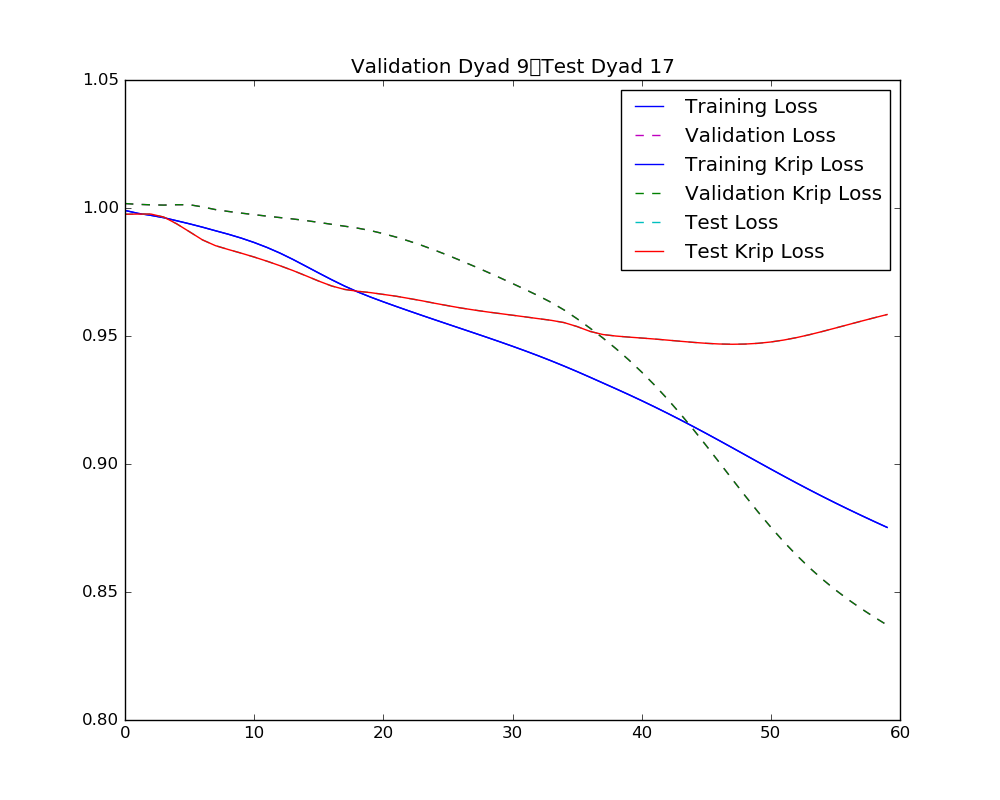 Validation Dyad 9▯Test Dyad 17
1.05
1.00
0.95
0.90
0.85
0.80
0
10
20
30
40
50
60
Training Loss
Validation Loss
Training Krip Loss
Validation Krip Loss
Test Loss
Test Krip Loss